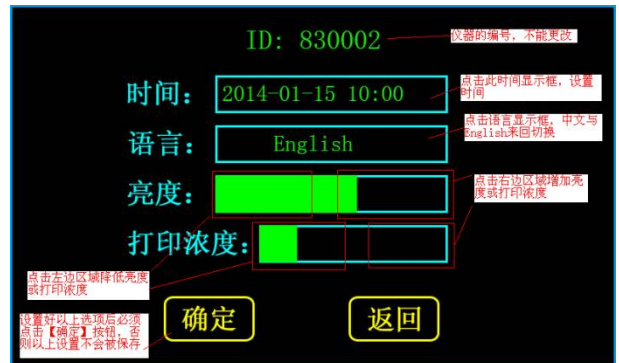 ID: 830002
仪器的编号, 不能更改
时间:
2014-01-15 10:00
点击此时间显示框, 设置
时间
语言:
English
点击语言显示框, 中文与
English来回切换
亮度:
点击右边区域增加亮
度或打印浓度
打印浓度:
点击左边区域降低亮度
或打印浓度
设置好以上选项后必须
点击【确定】按钮, 否
则以上设置不会被保存
确定
返回